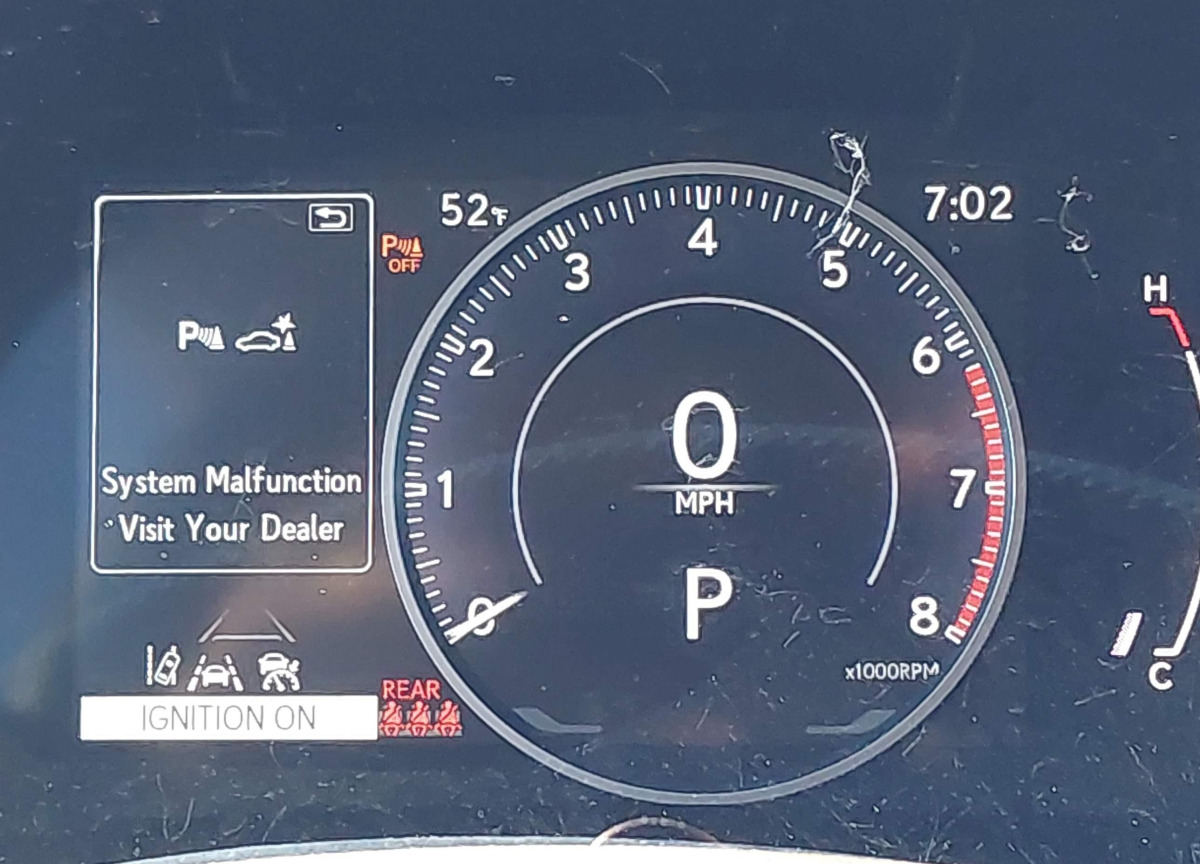 52°F
7:02
P
OFF
4
3
5
H
P
2
6
0
System Malfunction
1
7
MPH
Visit Your Dealer
P
0
8
x1000RPM
C
REAR
IGNITION ON